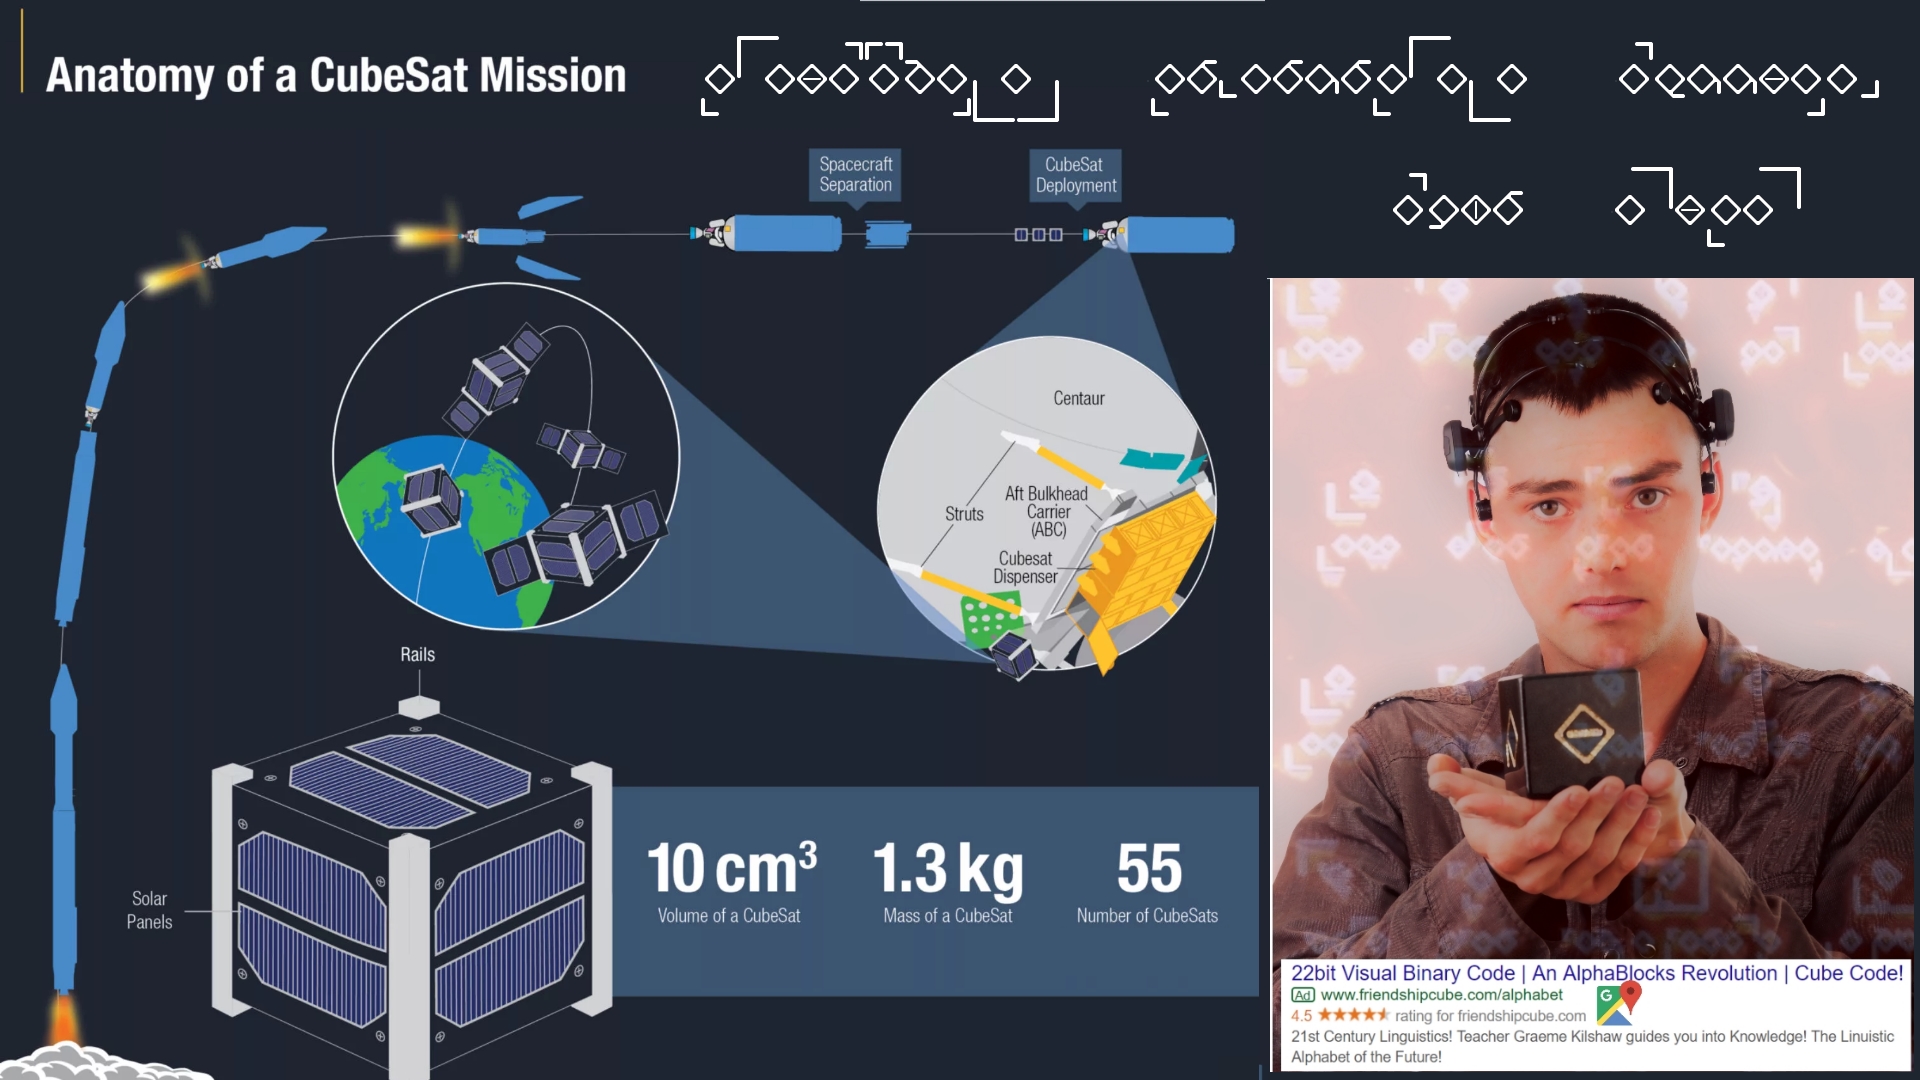 Anatomy of a CubeSat Mission
Spacecraft
Separation
CubeSat
Deployment
Centaur
Struts
Aft Bulkhead
Carrier
(ABC)
Cubesat
Dispenser
Rails
Solar
Panels
10 cm³
Volume of a CubeSat
1.3 kg
Mass of a CubeSat
55
Number of CubeSats
22bit Visual Binary Code | An AlphaBlocks Revolution | Cube Code!
Ad www.friendshipcube.com/alphabet
G
4.5 ★★★★★ rating for friendshipcube.com
21st Century Linguistics! Teacher Graeme Kilshaw guides you into Knowledge! The Linuistic
Alphabet of the Future!